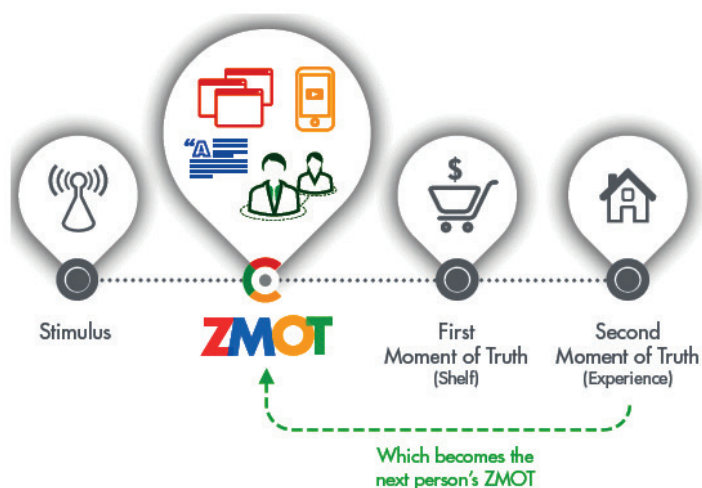 $
"A
Stimulus
ZMOT
First
Moment of Truth
(Shelf)
Second
Moment of Truth
(Experience)
Which becomes the
next person's ZMOT